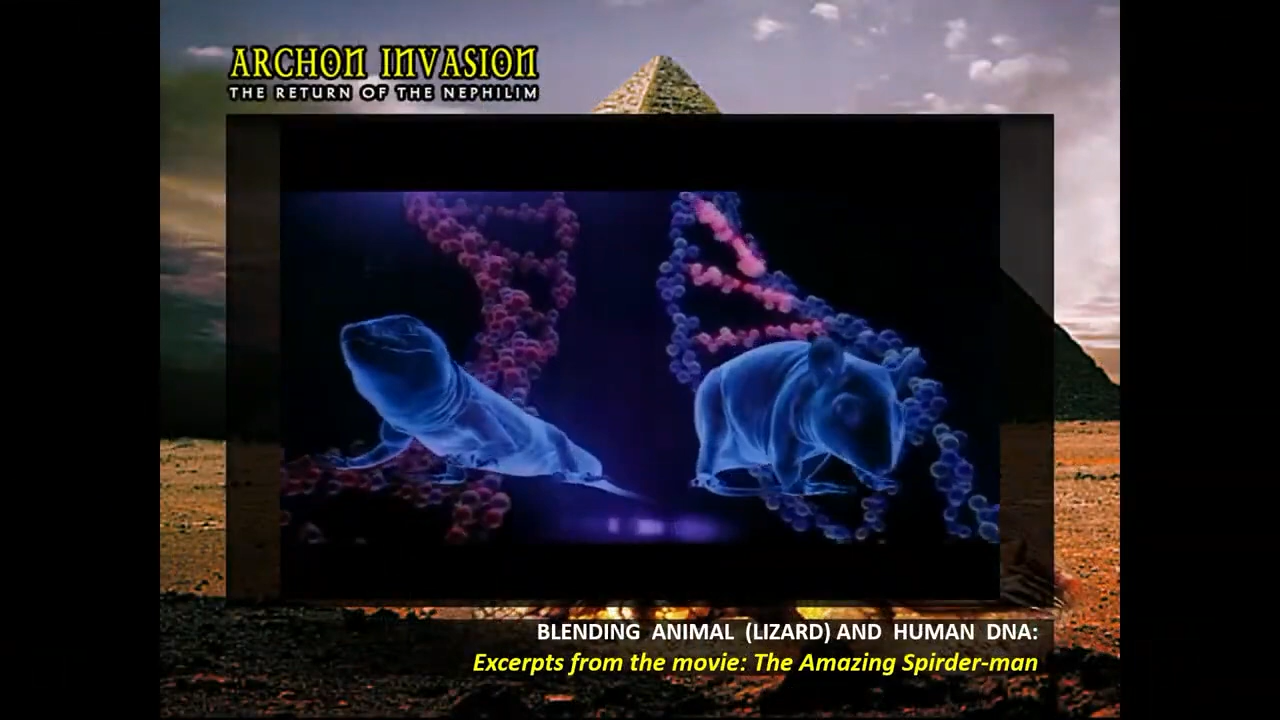 ARCHON INVASION
THE RETURN OF THE NEPHILIM
BLENDING ANIMAL (LIZARD) AND HUMAN DNA:
Excerpts from the movie: The Amazing Spirder-man